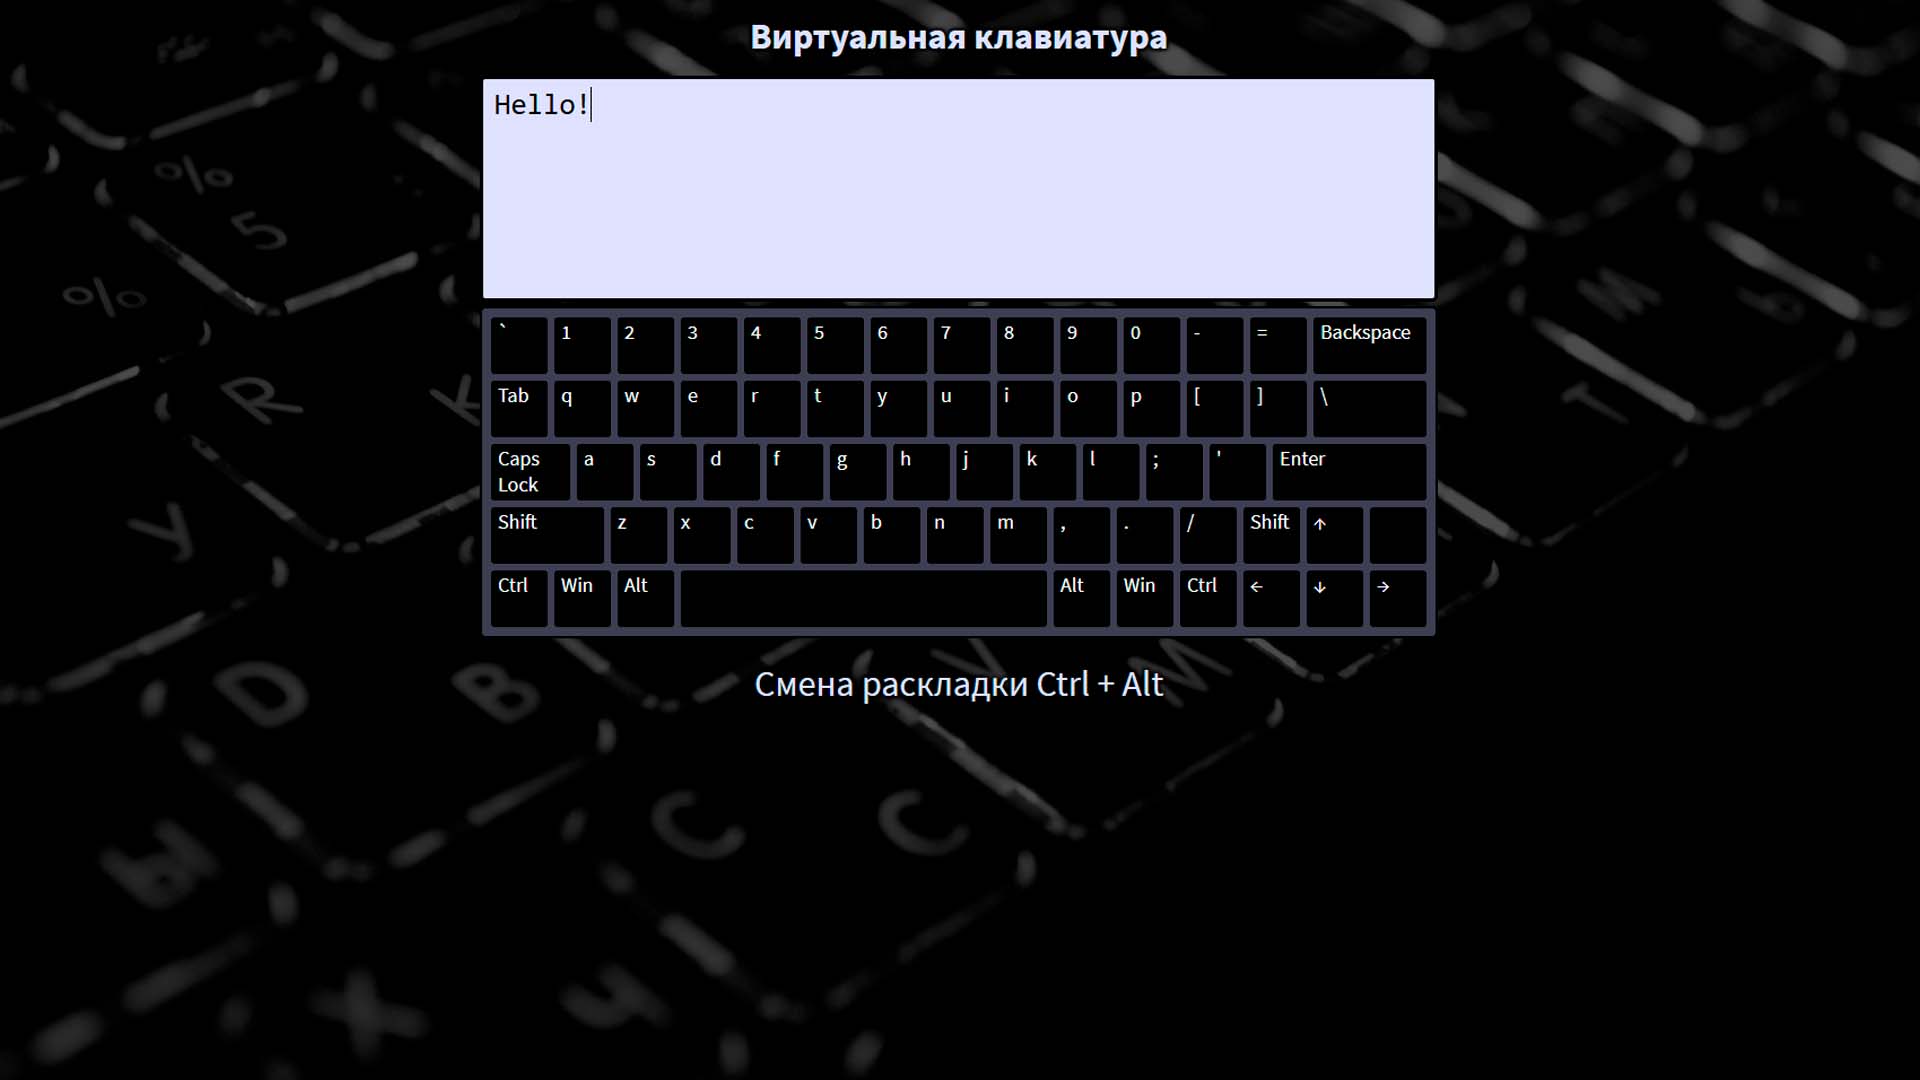 Виртуальная клавиатура
Hello!
` 1 2 3 4 5 6 7 8 9 0 - = Backspace
Tab q w e r t y u i o p [ ] \
Caps Lock a s d f g h j k l ; ' Enter
Shift z x c v b n m , . / Shift ↑
Ctrl Win Alt Alt Win Ctrl ← ↓ →
Смена раскладки Ctrl + Alt
%
5
%
R
К
У
D
В
М
C
С
Ы
Х
Ч
Т